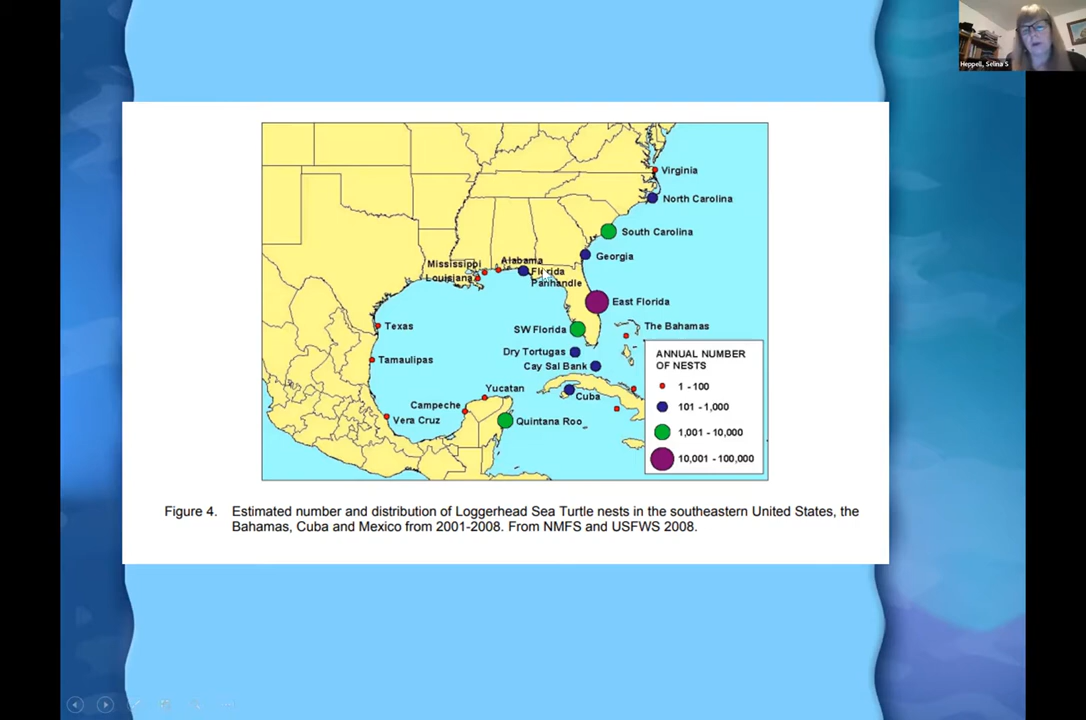 Heppell, Selina S
Virginia
North Carolina
South Carolina
Georgia
Alabama
Mississippi
Florida
Panhandle
Louisiana
East Florida
Texas
SW Florida
The Bahamas
Dry Tortugas
Tamaulipas
Cay Sal Bank
Yucatan
Cuba
Campeche
Vera Cruz
Quintana Roo
ANNUAL NUMBER
OF NESTS
1 - 100
101 - 1,000
1,001 - 10,000
10,001 - 100,000
Figure 4. Estimated number and distribution of Loggerhead Sea Turtle nests in the southeastern United States, the
Bahamas, Cuba and Mexico from 2001-2008. From NMFS and USFWS 2008.